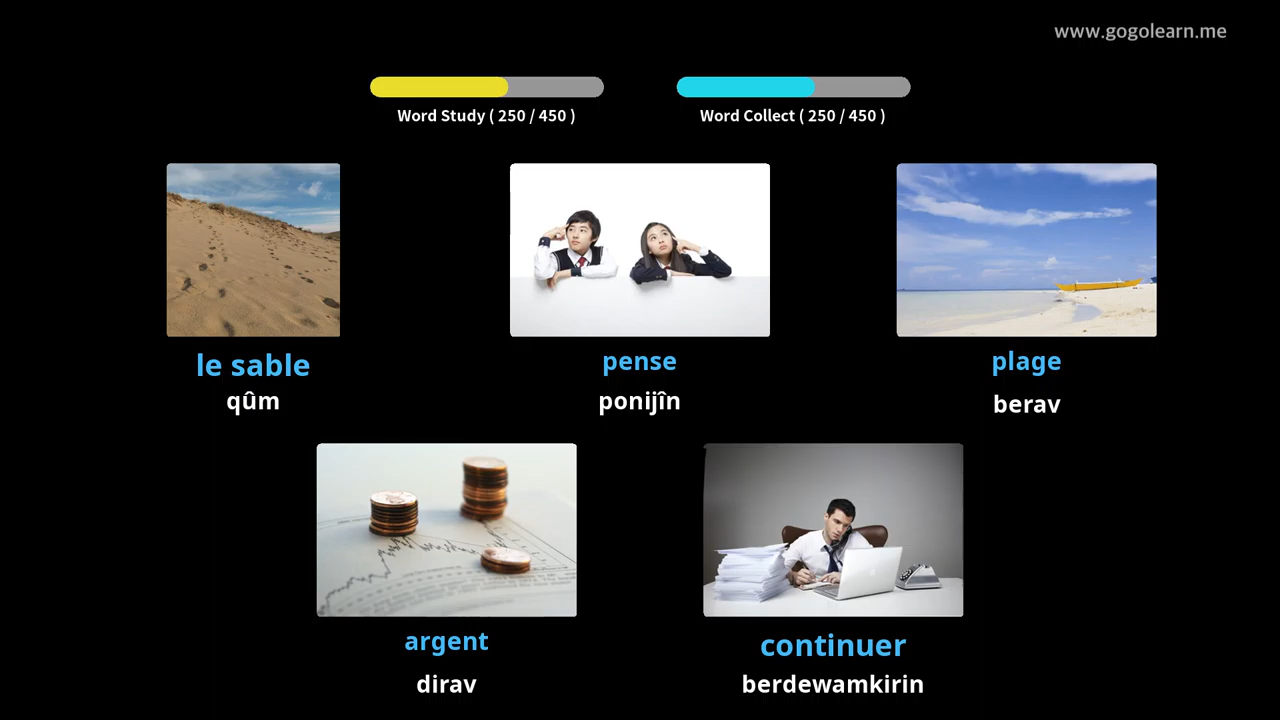 www.gogolearn.me
Word Study ( 250 / 450 )
Word Collect ( 250 / 450 )
le sable
qûm
pense
ponijîn
plage
berav
argent
dirav
continuer
berdewamkirin